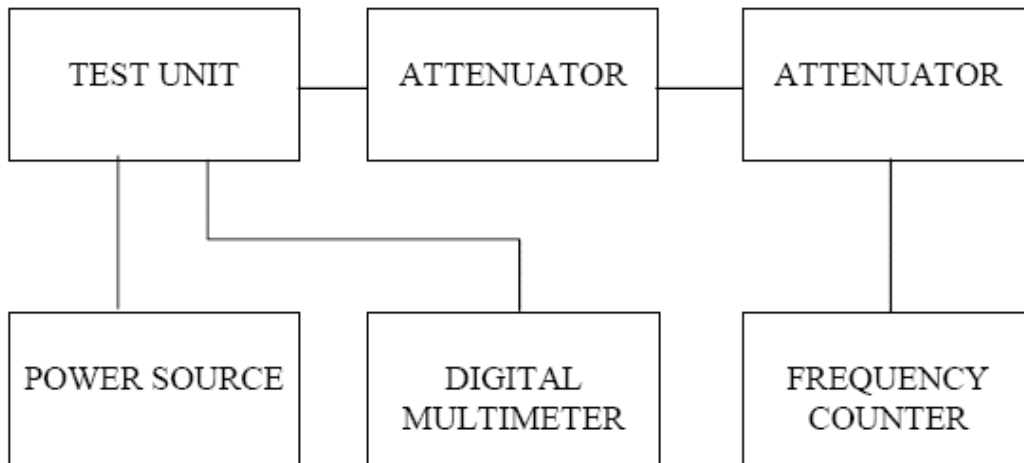 TEST UNIT
ATTENUATOR
ATTENUATOR
POWER SOURCE
DIGITAL
MULTIMETER
FREQUENCY
COUNTER